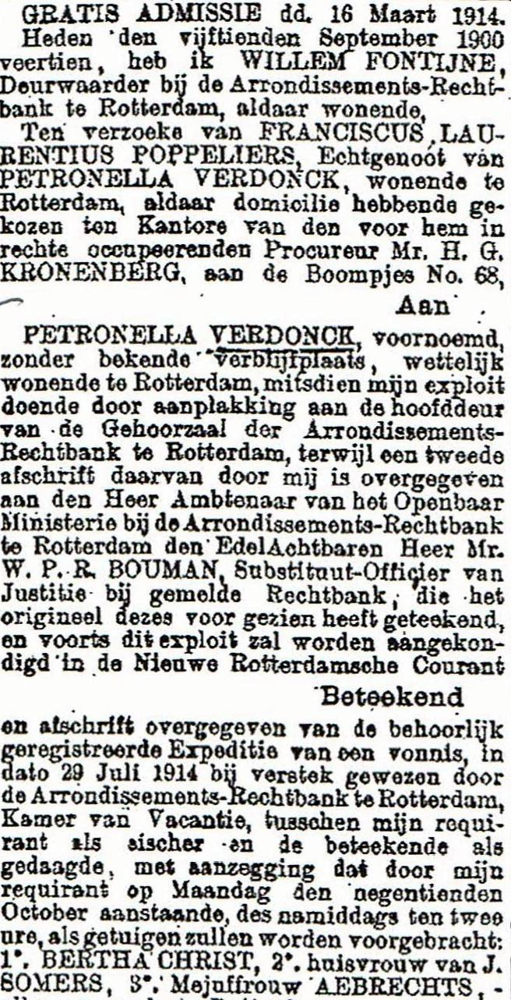 GRATIS ADMISSIE dd. 16 Maart 1914.
Heden den vijftienden September 1900
veertien, heb ik WILLEM FONTIJNE,
Deurwaarder bij de Arrondissements-Recht-
bank te Rotterdam, aldaar wonende,
Ten verzoeke van FRANCISCUS LAU-
RENTIUS POPPELIERS, Echtgenoot van
PETRONELLA VERDONCK, wonende te
Rotterdam, aldaar domicilie hebbende ge-
kozen ten Kantore van den voor hem in
rechte occupeerenden Procureur Mr. H. G.
KRONENBERG, aan de Boompjes No. 68,
Aan
PETRONELLA VERDONCK, voornoemd,
zonder bekende verblijfplaats, wettelijk
wonende te Rotterdam, mitsdien mijn exploit
doende door aanplakking aan de hoofddeur
van de Gehoorzaal der Arrondissements-
Rechtbank te Rotterdam, terwijl een tweede
afschrift daarvan door mij is overgegeven
aan den Heer Ambtenaar van het Openbaar
Ministerie bij de Arrondissements-Rechtbank
te Rotterdam den EdelAchtbaren Heer Mr.
W. P. R. BOUMAN, Substituut-Officier van
Justitie bij gemelde Rechtbank, die het
origineel dezes voor gezien heeft geteekend,
en voorts dit exploit zal worden aangekon-
digd in de Nieuwe Rotterdamsche Courant
Beteekend
en afschrift overgegeven van de behoorlijk
geregistreerde Expeditie van een vonnis, in
dato 29 Juli 1914 bij verstek gewezen door
de Arrondissements-Rechtbank te Rotterdam,
Kamer van Vacantie, tusschen mijn requi-
rant als eischer en de beteekende als
gedaagde, met aanzegging dat door mijn
requirant op Maandag den negentienden
October aanstaande, des namiddags ten twee
ure, als getuigen zullen worden voorgebracht:
1°. BERTHA CHRIST, 2°. huisvrouw van J.
SOMERS, 3°. Mejuffrouw AEBRECHTS, -